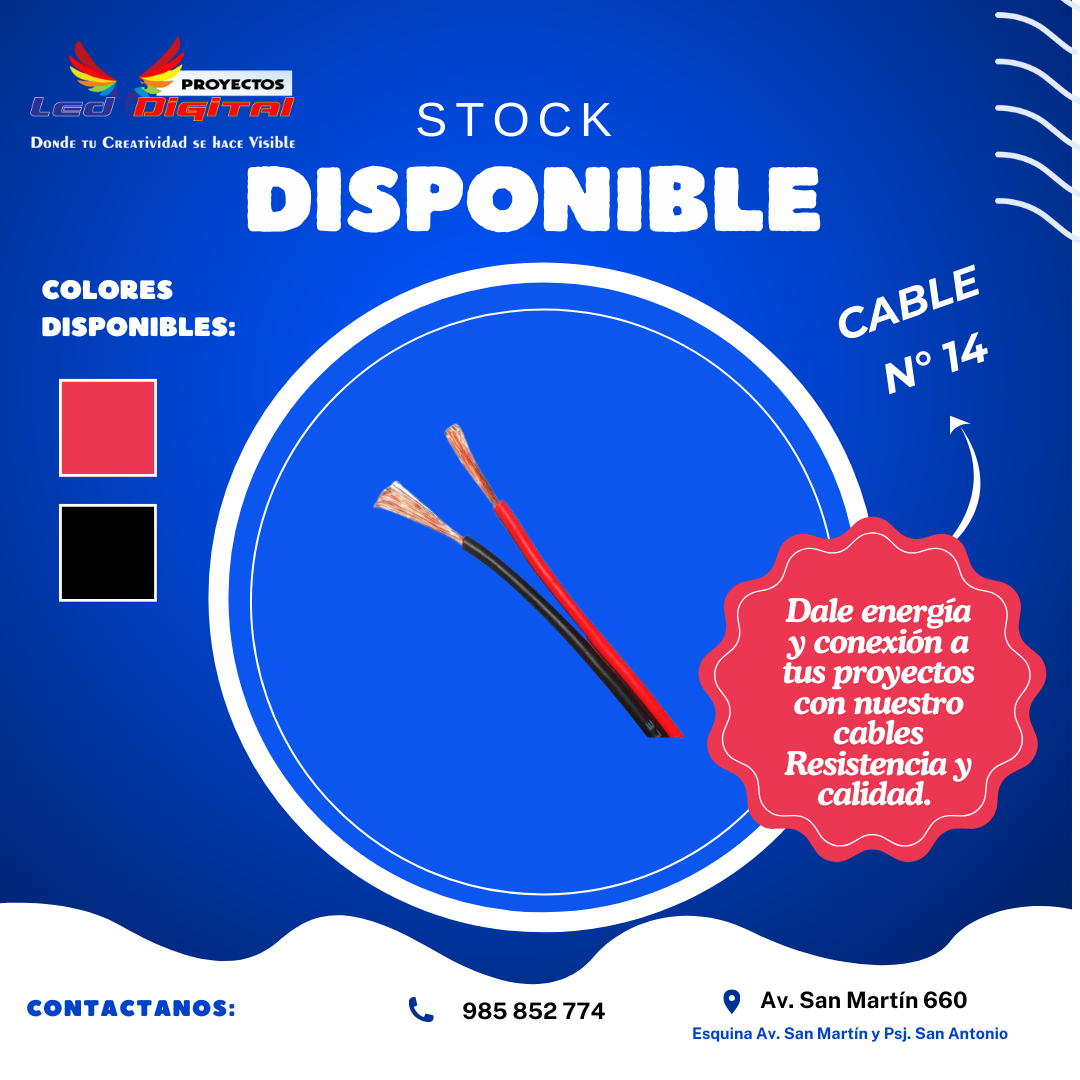 PROYECTOS
Led Digital
Donde tu Creatividad se hace Visible
STOCK
DISPONIBLE
COLORES
DISPONIBLES:
CABLE
N° 14
Dale energía
y conexión a
tus proyectos
con nuestro
cables
Resistencia y
calidad.
CONTACTANOS:
985 852 774
Av. San Martín 660
Esquina Av. San Martín y Psj. San Antonio